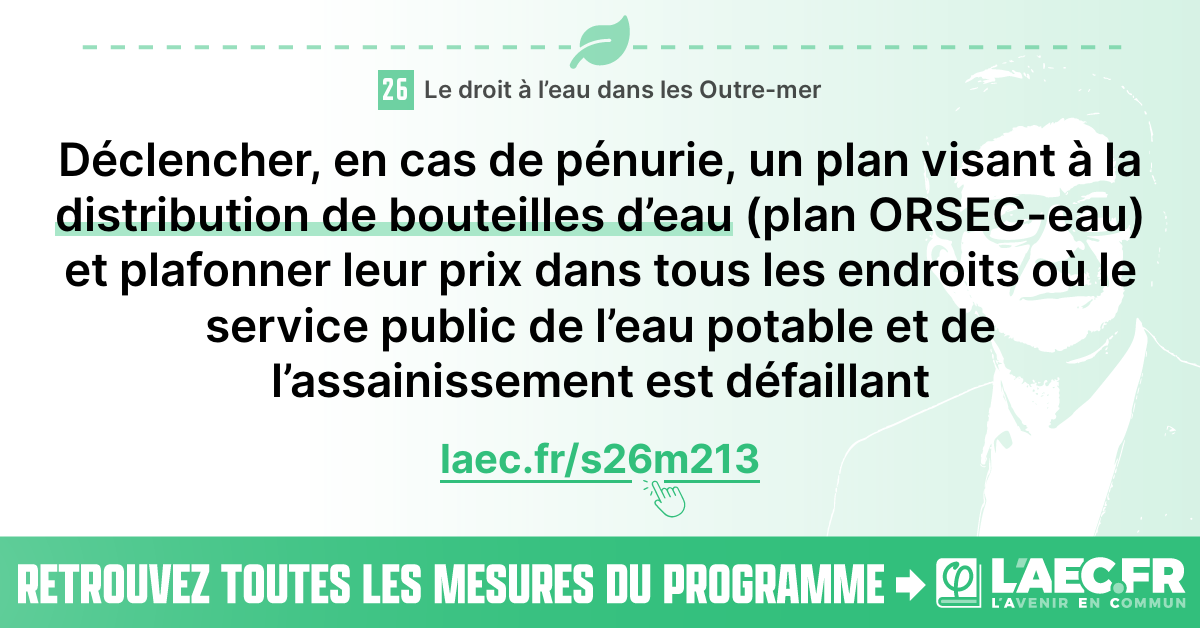 26 Le droit à l’eau dans les Outre-mer
Déclencher, en cas de pénurie, un plan visant à la
distribution de bouteilles d’eau (plan ORSEC-eau)
et plafonner leur prix dans tous les endroits où le
service public de l’eau potable et de
l’assainissement est défaillant
laec.fr/s26m213
RETROUVEZ TOUTES LES MESURES DU PROGRAMME
φ L'AEC.FR
L'AVENIR EN COMMUN